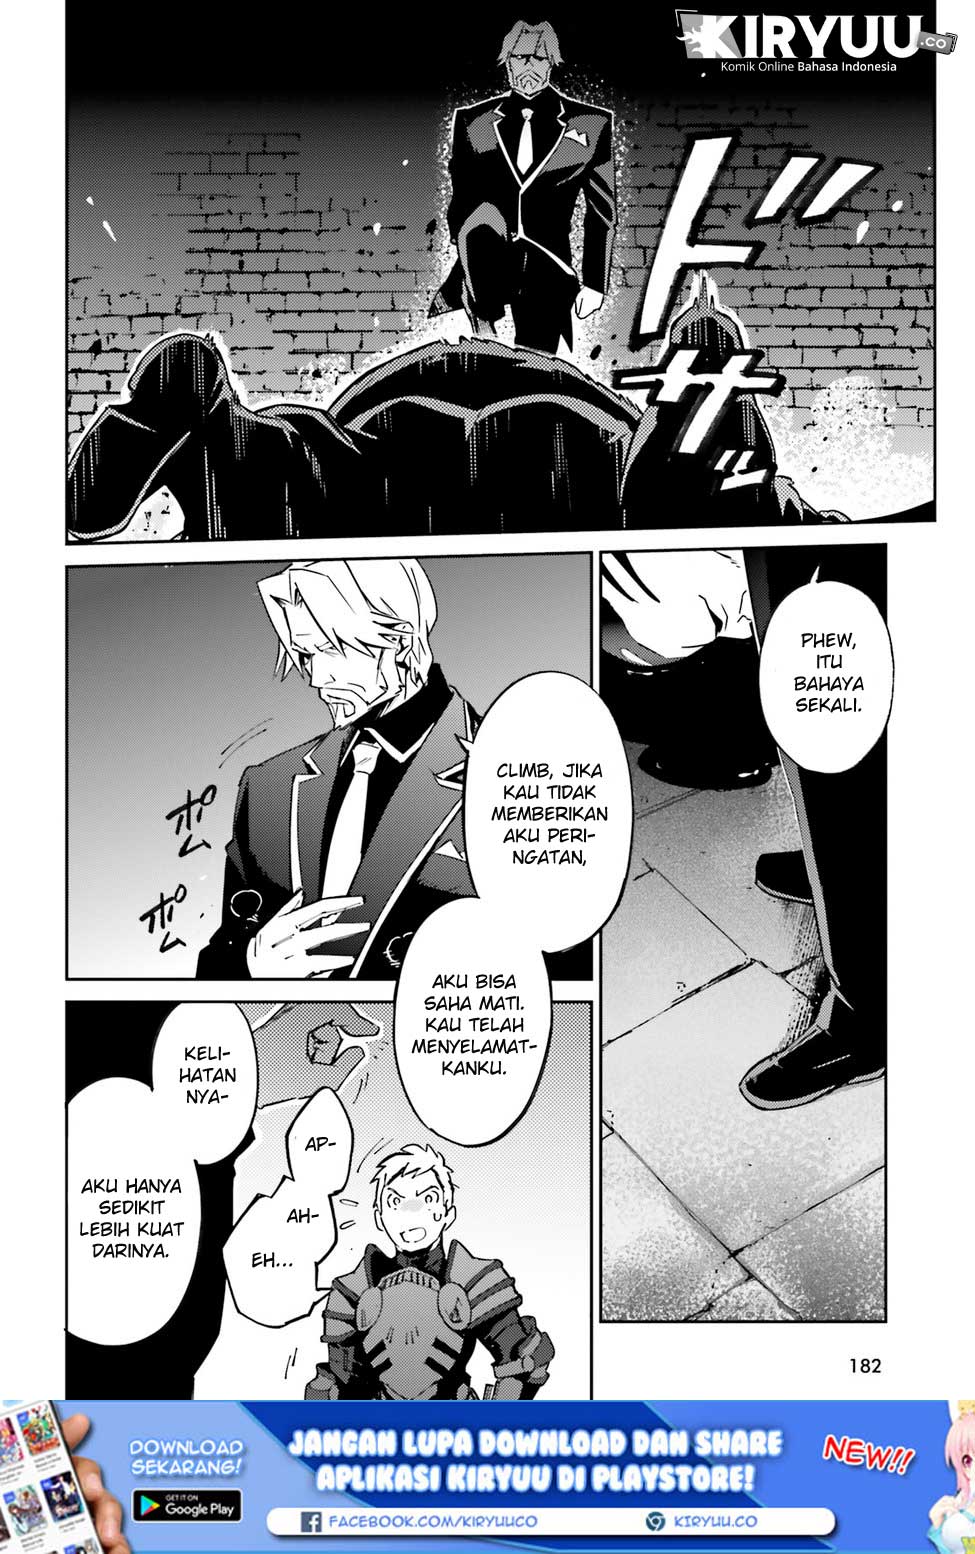 KIRYUU.CO
Komik Online Bahasa Indonesia
ドサッ
PHEW,
ITU
BAHAYA
SEKALI.
CLIMB, JIKA
KAU TIDAK
MEMBERIKAN
AKU PERI-
NGATAN,
AKU BISA
SAHA MATI.
KAU TELAH
MENYELAMAT-
KANKU.
ポム
ポム
AP-
AH-
EH...
KELI-
HATAN
NYA-
AKU HANYA
SEDIKIT
LEBIH KUAT
DARINYA.
182
DOWNLOAD
SEKARANG!
GET IT ON
Google Play
JANGAN LUPA DOWNLOAD DAN SHARE
APLIKASI KIRYUU DI PLAYSTORE!
NEW!!
FACEBOOK.COM/KIRYUUCO
KIRYUU.CO